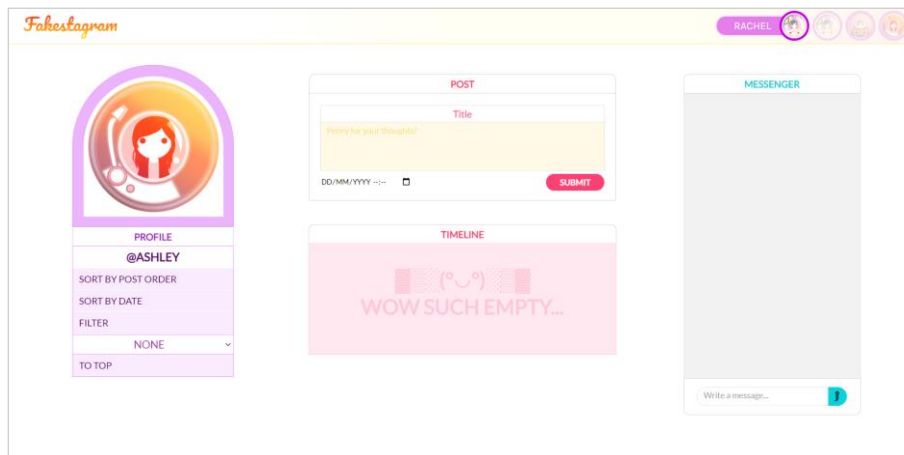 Fakestagram
RACHEL
PROFILE
@ASHLEY
SORT BY POST ORDER
SORT BY DATE
FILTER
NONE
TO TOP
POST
Title
Penny for your thoughts?
DD/MM/YYYY --:--
SUBMIT
TIMELINE
█▒░(°◡°)░▒█
WOW SUCH EMPTY...
MESSENGER
Write a message...